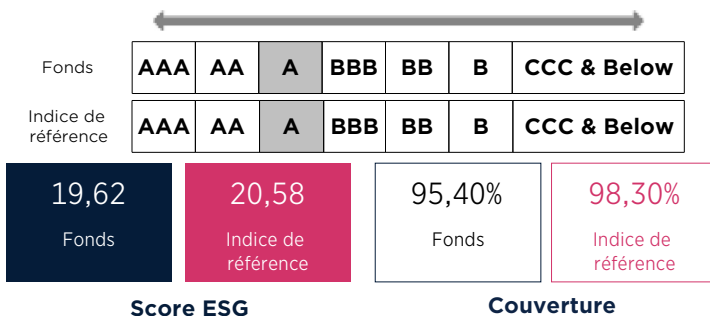 Fonds AAA AA A BBB BB B CCC & Below
Indice de
référence AAA AA A BBB BB B CCC & Below
19,62 20,58 95,40% 98,30%
Fonds Indice de Fonds Indice de
référence référence
Score ESG Couverture